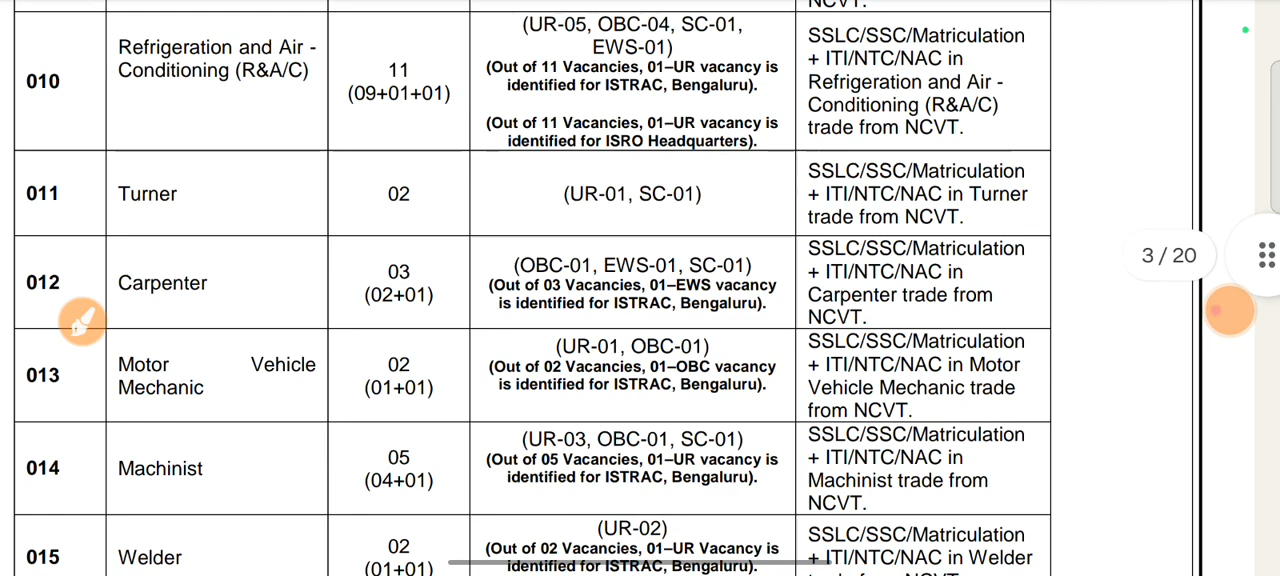 NCVT.
010
Refrigeration and Air -
Conditioning (R&A/C)
11
(09+01+01)
(UR-05, OBC-04, SC-01,
EWS-01)
(Out of 11 Vacancies, 01–UR vacancy is
identified for ISTRAC, Bengaluru).
(Out of 11 Vacancies, 01–UR vacancy is
identified for ISRO Headquarters).
SSLC/SSC/Matriculation
+ ITI/NTC/NAC in
Refrigeration and Air -
Conditioning (R&A/C)
trade from NCVT.
011
Turner
02
(UR-01, SC-01)
SSLC/SSC/Matriculation
+ ITI/NTC/NAC in Turner
trade from NCVT.
012
Carpenter
03
(02+01)
(OBC-01, EWS-01, SC-01)
(Out of 03 Vacancies, 01–EWS vacancy
is identified for ISTRAC, Bengaluru).
SSLC/SSC/Matriculation
+ ITI/NTC/NAC in
Carpenter trade from
NCVT.
013
Motor Vehicle
Mechanic
02
(01+01)
(UR-01, OBC-01)
(Out of 02 Vacancies, 01–OBC vacancy
is identified for ISTRAC, Bengaluru).
SSLC/SSC/Matriculation
+ ITI/NTC/NAC in Motor
Vehicle Mechanic trade
from NCVT.
014
Machinist
05
(04+01)
(UR-03, OBC-01, SC-01)
(Out of 05 Vacancies, 01–UR vacancy is
identified for ISTRAC, Bengaluru).
SSLC/SSC/Matriculation
+ ITI/NTC/NAC in
Machinist trade from
NCVT.
015
Welder
02
(01+01)
(UR-02)
(Out of 02 Vacancies, 01–UR Vacancy is
identified for ISTRAC, Bengaluru).
SSLC/SSC/Matriculation
+ ITI/NTC/NAC in Welder
3 / 20